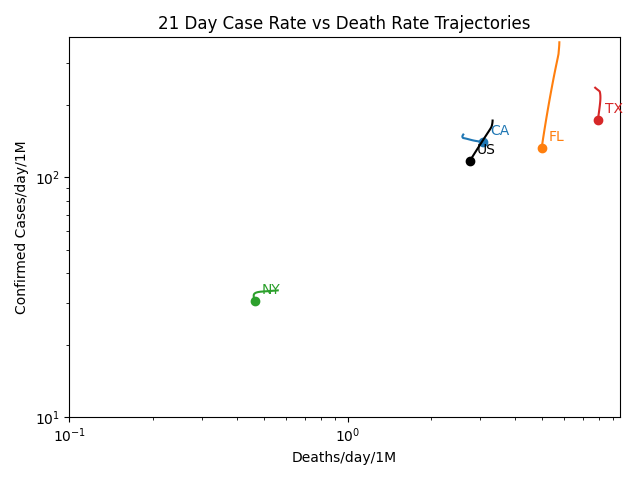 21 Day Case Rate vs Death Rate Trajectories
Confirmed Cases/day/1M
10²
10¹
10⁻¹
10⁰
Deaths/day/1M
TX
FL
CA
US
NY